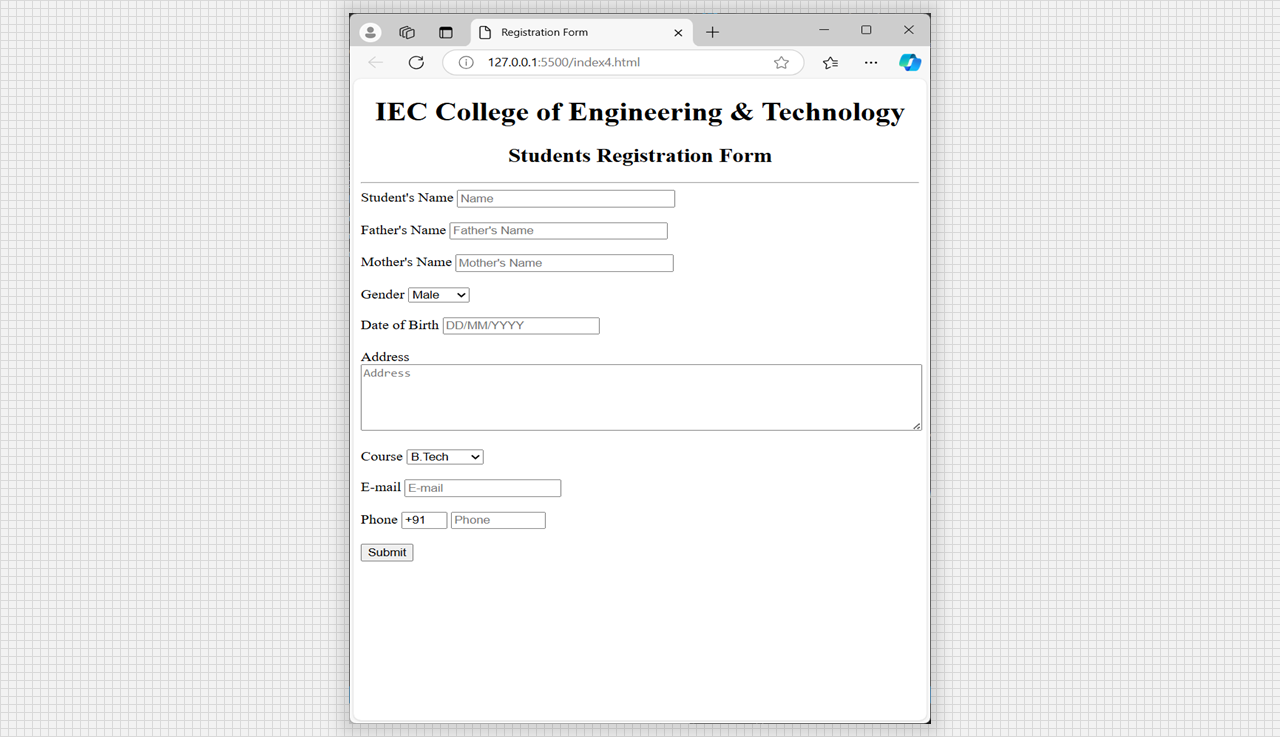 Registration Form
127.0.0.1:5500/index4.html
IEC College of Engineering & Technology
Students Registration Form
Student's Name Name
Father's Name Father's Name
Mother's Name Mother's Name
Gender Male
Date of Birth DD/MM/YYYY
Address
Address
Course B.Tech
E-mail E-mail
Phone +91 Phone
Submit